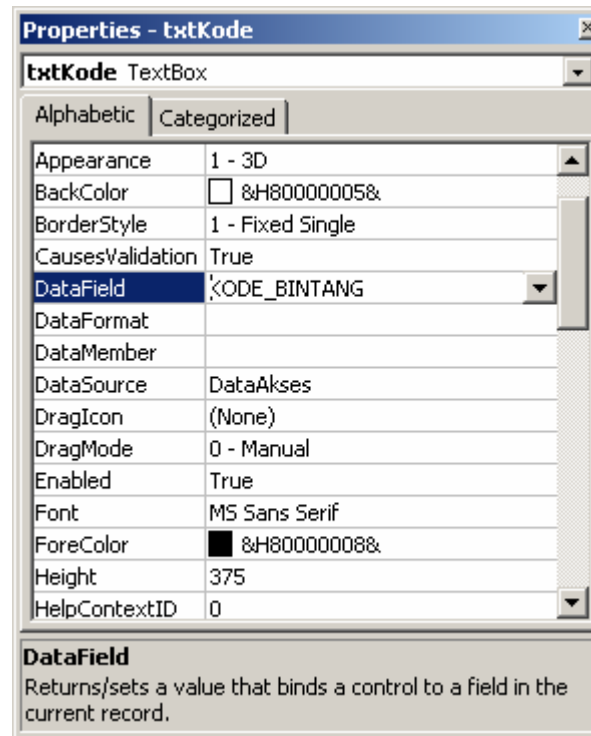 Properties - txtKode
txtKode TextBox
Alphabetic Categorized
Appearance 1 - 3D
BackColor &H80000005&
BorderStyle 1 - Fixed Single
CausesValidation True
DataField KODE_BINTANG
DataFormat
DataMember
DataSource DataAkses
DragIcon (None)
DragMode 0 - Manual
Enabled True
Font MS Sans Serif
ForeColor &H80000008&
Height 375
HelpContextID 0
DataField
Returns/sets a value that binds a control to a field in the
current record.